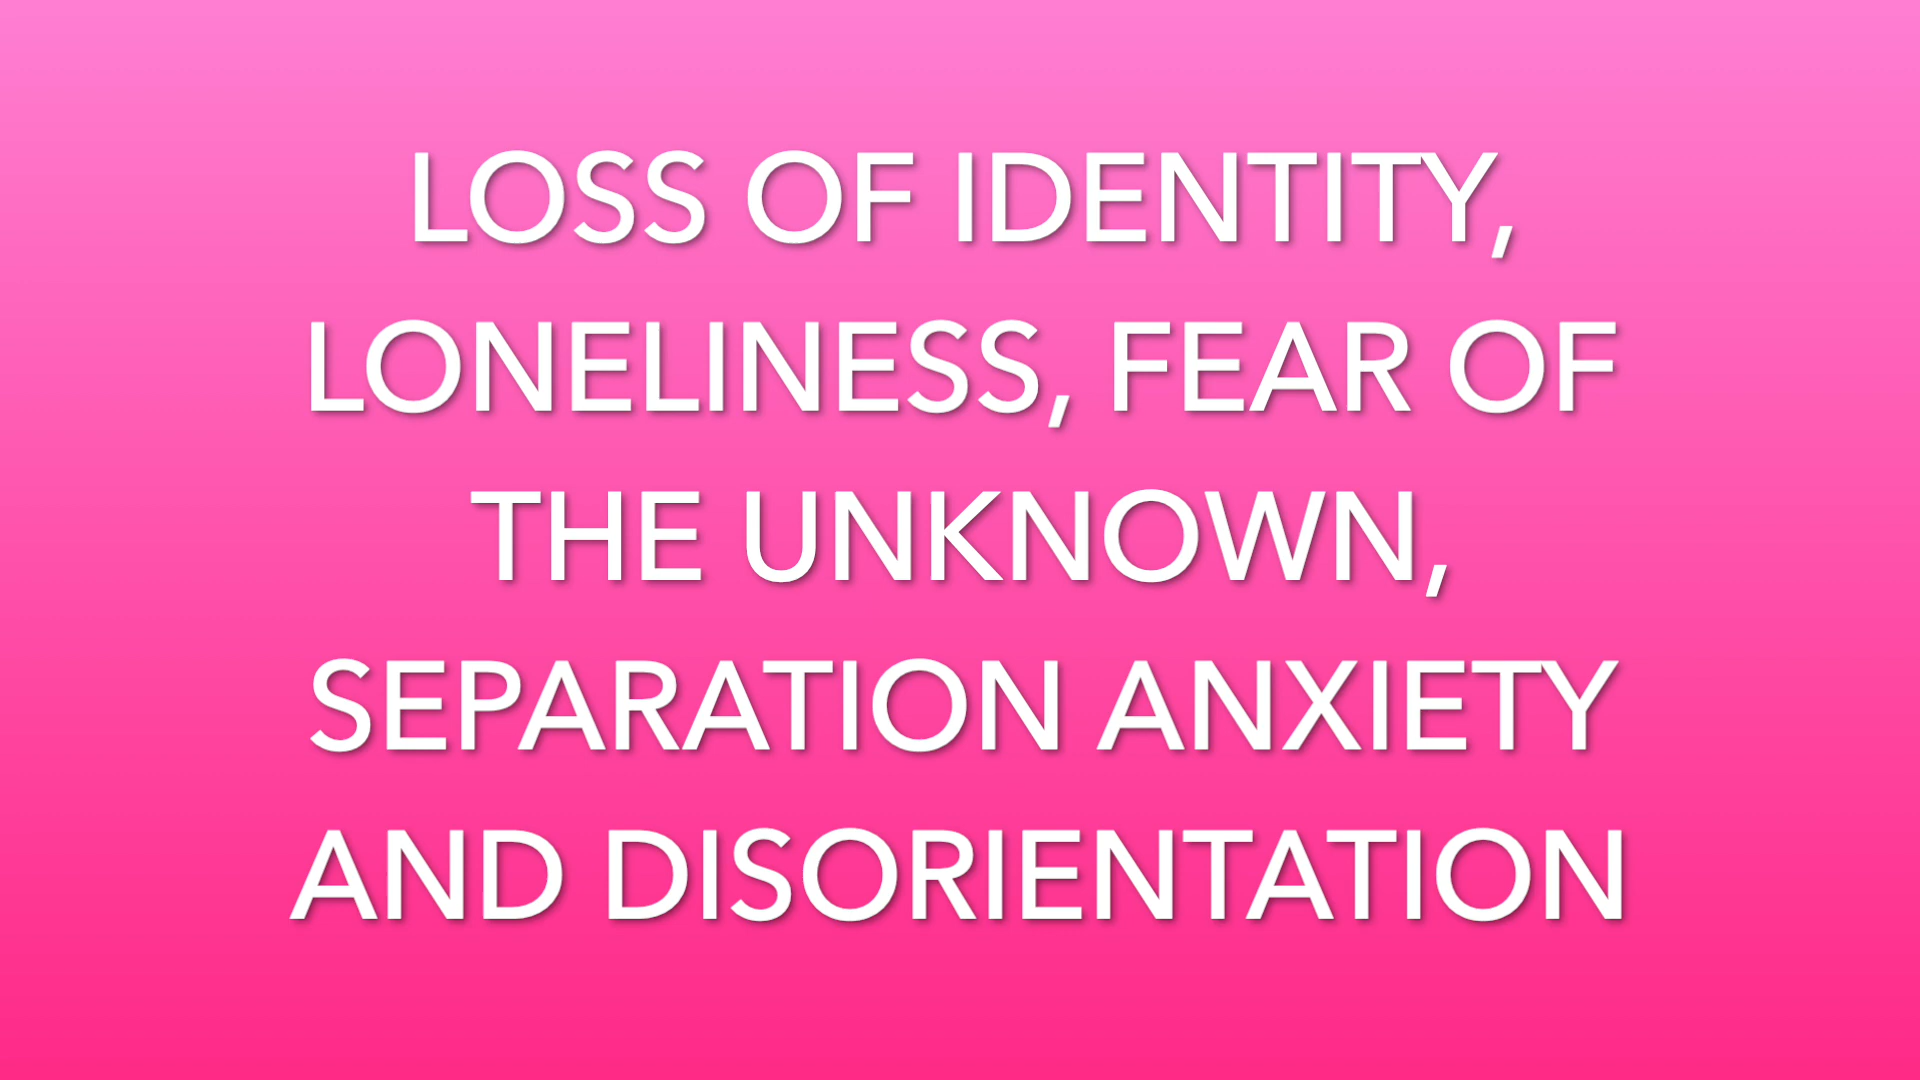 LOSS OF IDENTITY,
LONELINESS, FEAR OF
THE UNKNOWN,
SEPARATION ANXIETY
AND DISORIENTATION